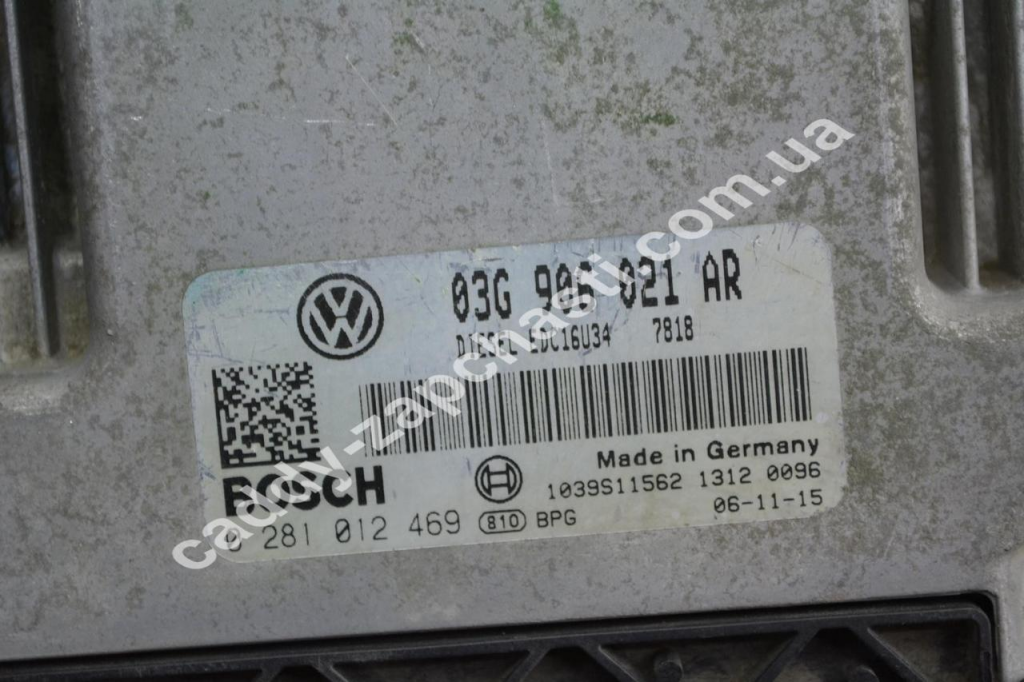 03G 906 021 AR
DIESEL EDC16U34 7818
Made in Germany
BOSCH
1039S11562 1312 0096
0 281 012 469 810 BPG 06-11-15
caddy-zapchasti.com.ua